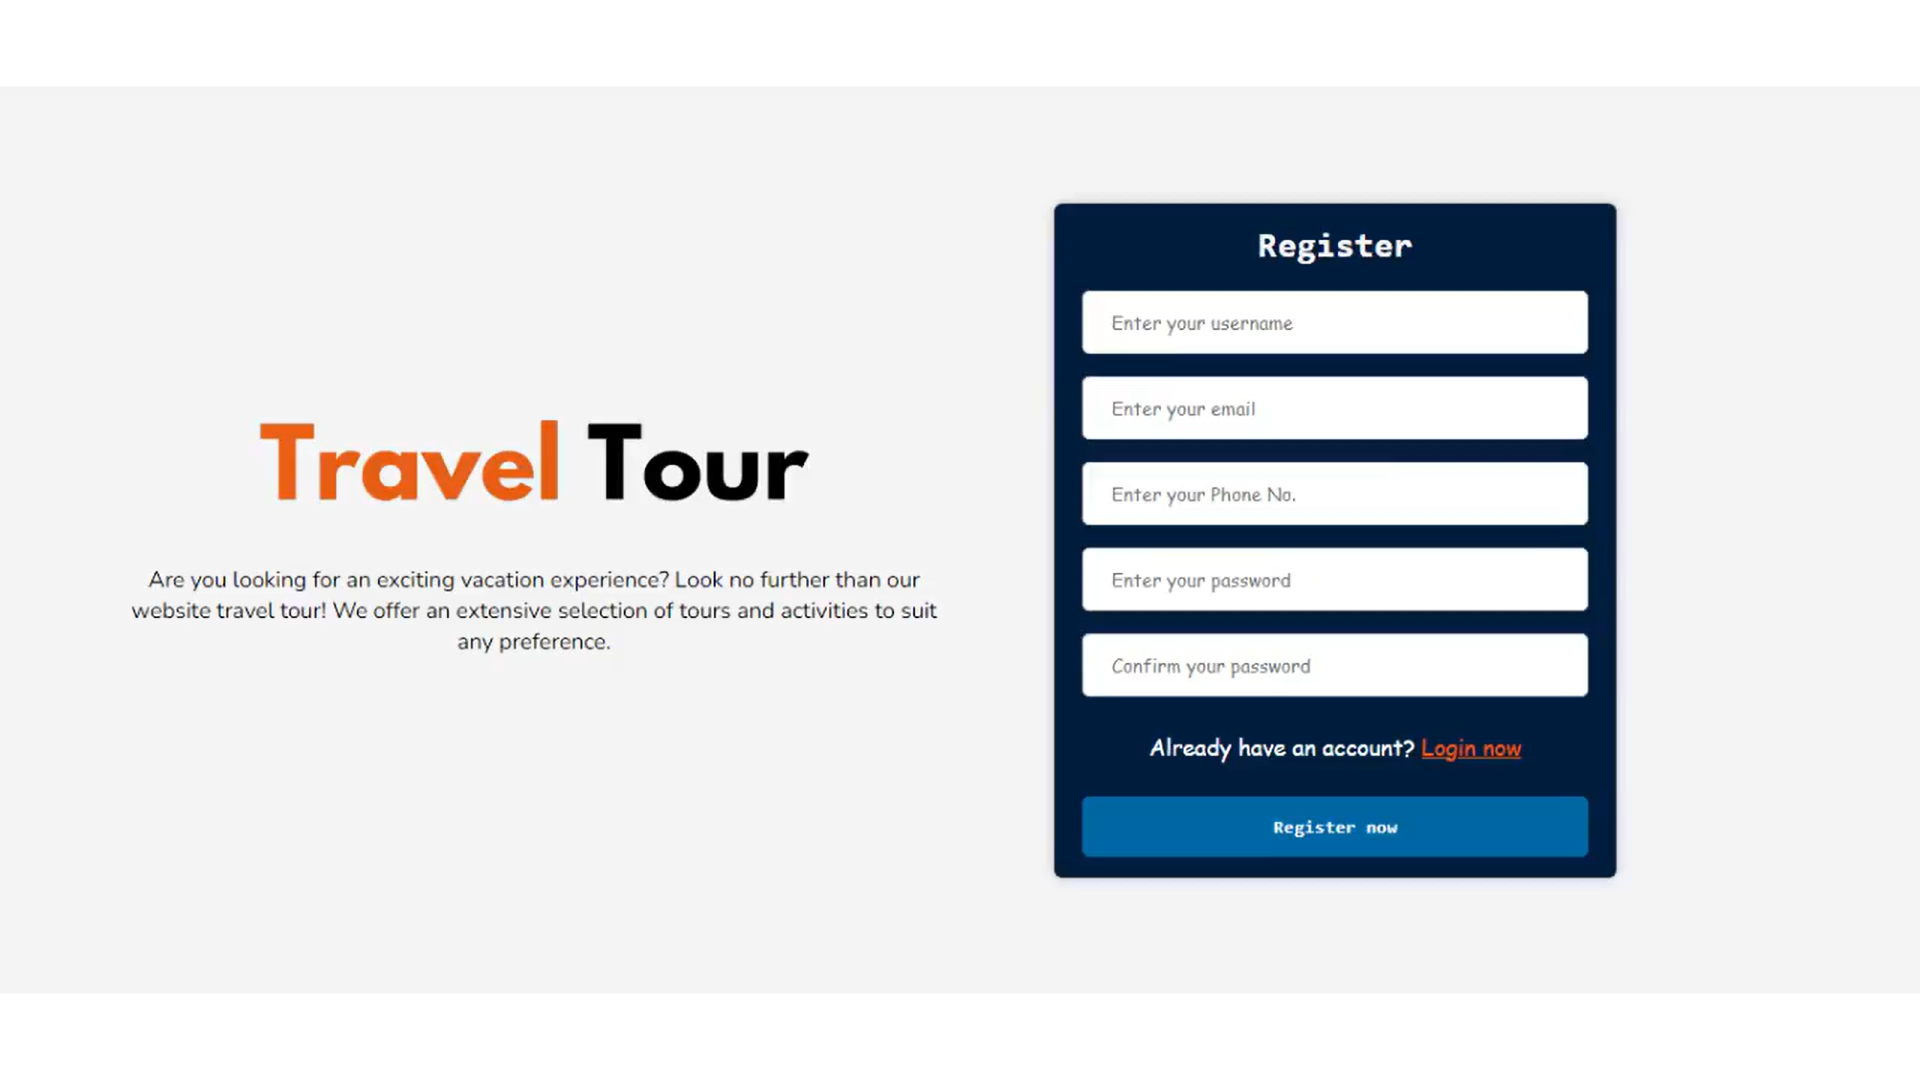 Travel Tour
Are you looking for an exciting vacation experience? Look no further than our
website travel tour! We offer an extensive selection of tours and activities to suit
any preference.
Register
Enter your username
Enter your email
Enter your Phone No.
Enter your password
Confirm your password
Already have an account? Login now
Register now